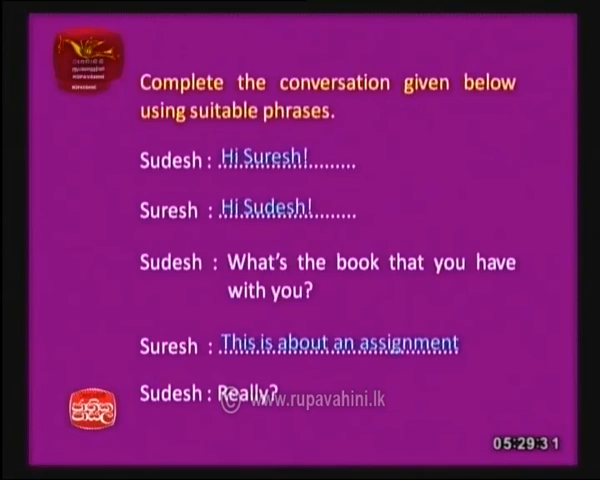 Complete the conversation given below
using suitable phrases.
Sudesh : Hi Suresh!
Suresh : Hi Sudesh!
Sudesh : What's the book that you have
with you?
Suresh : This is about an assignment
Sudesh : Really?
© www.rupavahini.lk
05:29:31